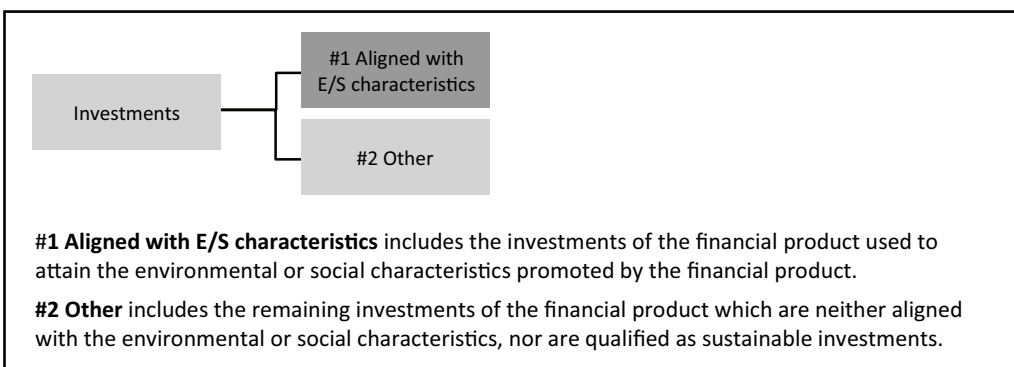 #1 Aligned with
E/S characteristics
Investments
#2 Other
#1 Aligned with E/S characteristics includes the investments of the financial product used to
attain the environmental or social characteristics promoted by the financial product.
#2 Other includes the remaining investments of the financial product which are neither aligned
with the environmental or social characteristics, nor are qualified as sustainable investments.